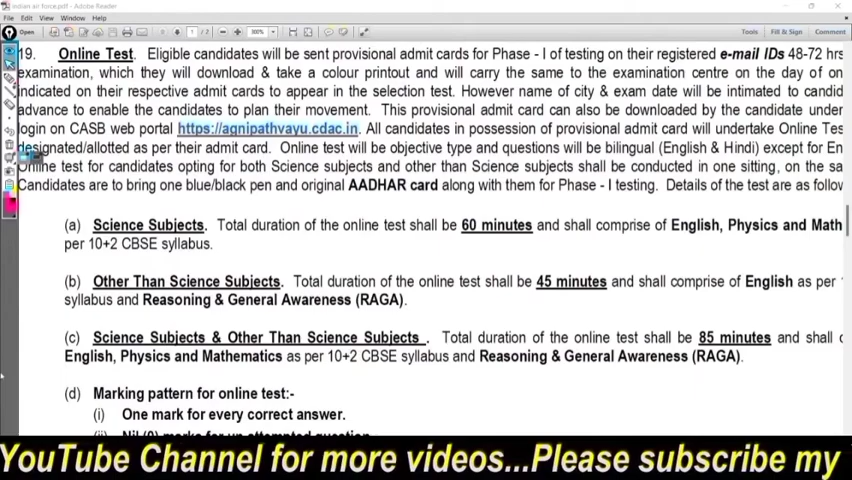 indian air force.pdf - Adobe Reader
File Edit View Window Help
Open 1 / 2 300% Tools Fill & Sign Comment
19. Online Test. Eligible candidates will be sent provisional admit cards for Phase - I of testing on their registered e-mail IDs 48-72 hrs
examination, which they will download & take a colour printout and will carry the same to the examination centre on the day of on
indicated on their respective admit cards to appear in the selection test. However name of city & exam date will be intimated to candid
advance to enable the candidates to plan their movement. This provisional admit card can also be downloaded by the candidate under
login on CASB web portal https://agnipathvayu.cdac.in. All candidates in possession of provisional admit card will undertake Online Tes
designated/allotted as per their admit card. Online test will be objective type and questions will be bilingual (English & Hindi) except for En
Online test for candidates opting for both Science subjects and other than Science subjects shall be conducted in one sitting, on the sa
Candidates are to bring one blue/black pen and original AADHAR card along with them for Phase - I testing. Details of the test are as follow
(a) Science Subjects. Total duration of the online test shall be 60 minutes and shall comprise of English, Physics and Math
per 10+2 CBSE syllabus.
(b) Other Than Science Subjects. Total duration of the online test shall be 45 minutes and shall comprise of English as per
syllabus and Reasoning & General Awareness (RAGA).
(c) Science Subjects & Other Than Science Subjects . Total duration of the online test shall be 85 minutes and shall c
English, Physics and Mathematics as per 10+2 CBSE syllabus and Reasoning & General Awareness (RAGA).
(d) Marking pattern for online test:-
(i) One mark for every correct answer.
(ii) Nil (0) marks for un attempted question
YouTube Channel for more videos...Please subscribe my